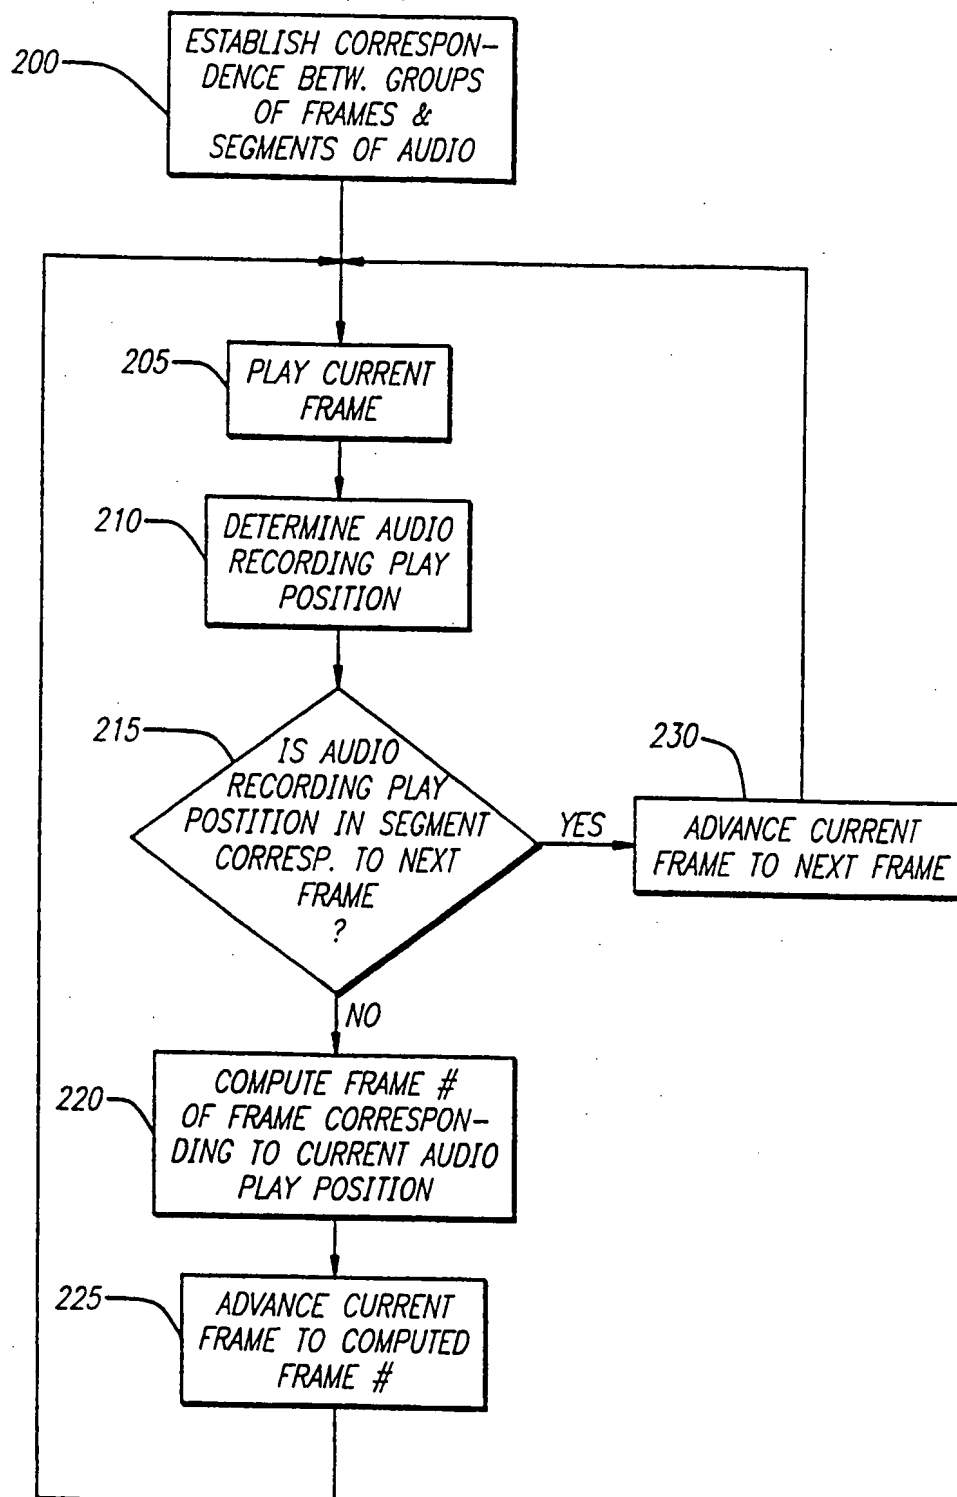 200
ESTABLISH CORRESPON-
DENCE BETW. GROUPS
OF FRAMES &
SEGMENTS OF AUDIO
205
PLAY CURRENT
FRAME
210
DETERMINE AUDIO
RECORDING PLAY
POSITION
215
IS AUDIO
RECORDING PLAY
POSTITION IN SEGMENT
CORRESP. TO NEXT
FRAME
?
YES
230
ADVANCE CURRENT
FRAME TO NEXT FRAME
NO
220
COMPUTE FRAME #
OF FRAME CORRESPON-
DING TO CURRENT AUDIO
PLAY POSITION
225
ADVANCE CURRENT
FRAME TO COMPUTED
FRAME #